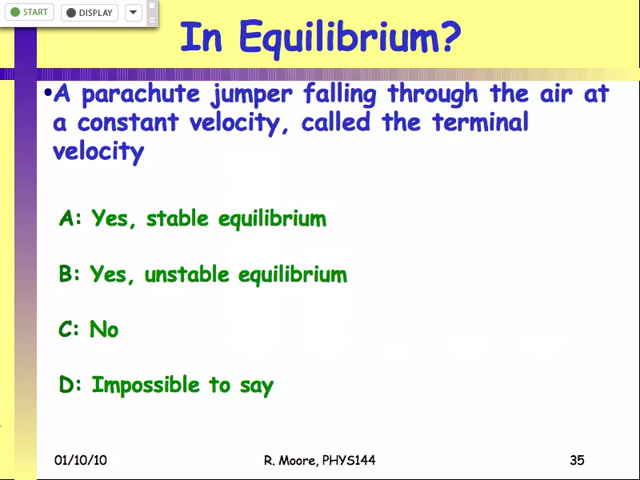 START DISPLAY
In Equilibrium?
•A parachute jumper falling through the air at
a constant velocity, called the terminal
velocity
A: Yes, stable equilibrium
B: Yes, unstable equilibrium
C: No
D: Impossible to say
01/10/10 R. Moore, PHYS144 35